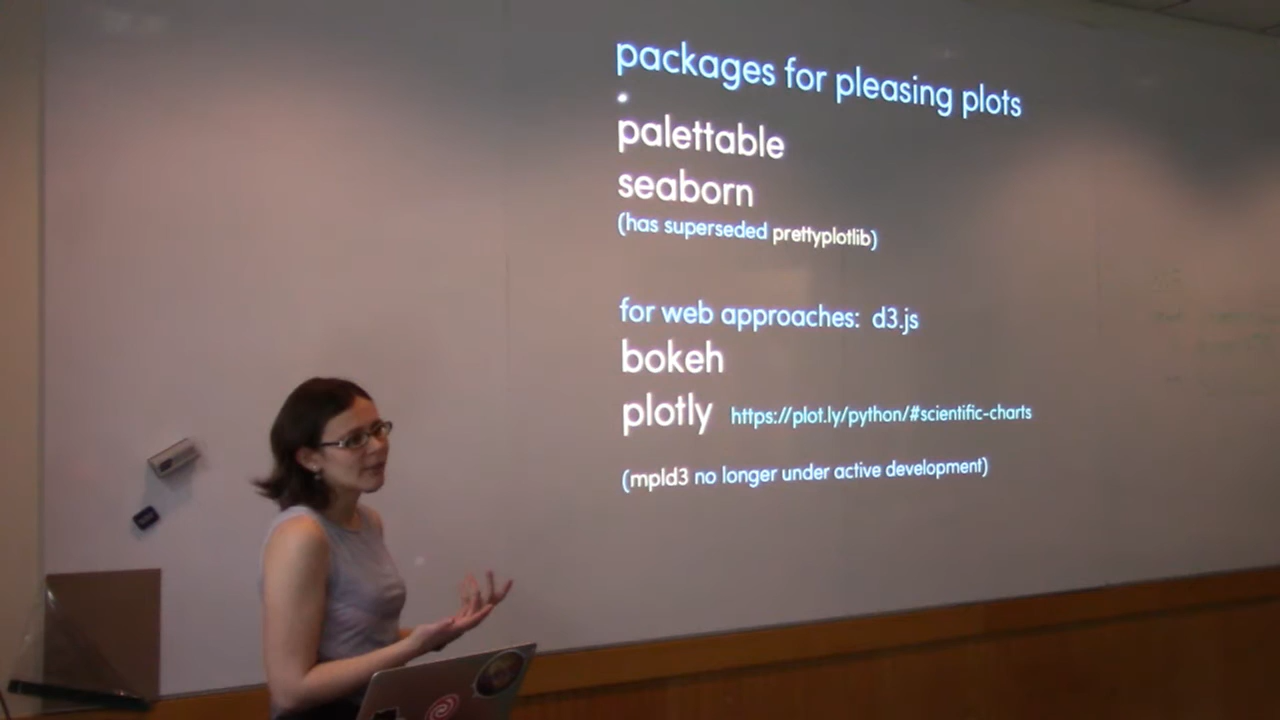 packages for pleasing plots
palettable
seaborn
(has superseded prettyplotlib)
for web approaches: d3.js
bokeh
plotly https://plot.ly/python/#scientific-charts
(mpld3 no longer under active development)